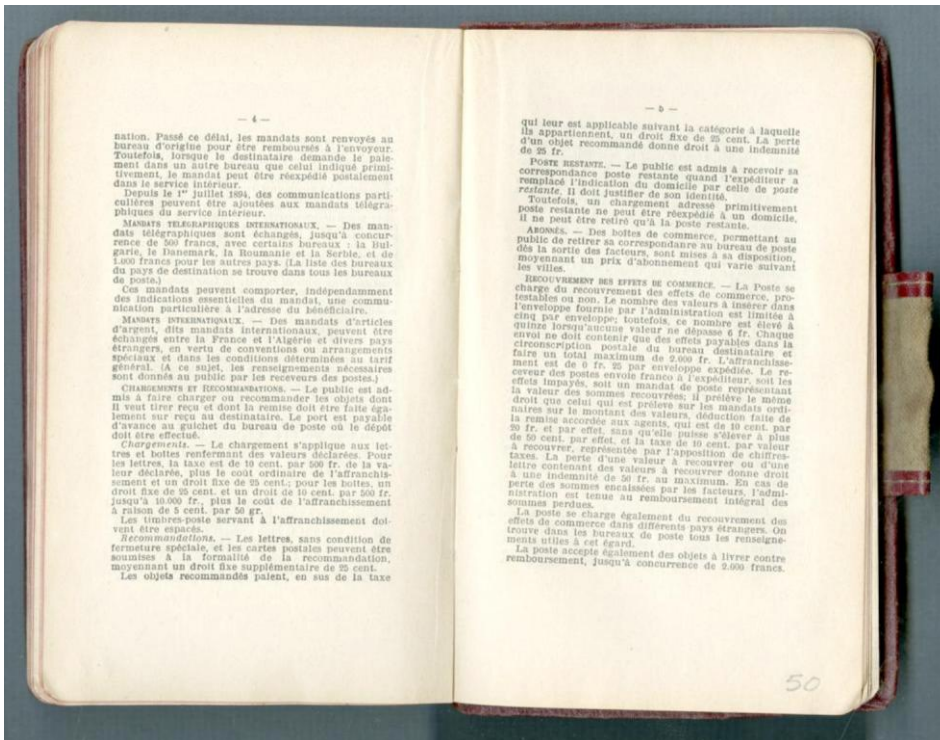 — 4 —
nation. Passé ce délai, les mandats sont renvoyés au
bureau d'origine pour être remboursés à l'envoyeur.
Toutefois, lorsque le destinataire demande le paie-
ment dans un autre bureau que celui indiqué primi-
tivement, le mandat peut être réexpédié postalement
dans le service intérieur.
Depuis le 1er juillet 1894, des communications parti-
culières peuvent être ajoutées aux mandats télégra-
phiques du service intérieur.
MANDATS TÉLÉGRAPHIQUES INTERNATIONAUX. — Des man-
dats télégraphiques sont échangés, jusqu'à concur-
rence de 500 francs, avec certains bureaux : la Bul-
garie, le Danemark, la Roumanie et la Serbie, et de
1.000 francs pour les autres pays. (La liste des bureaux
du pays de destination se trouve dans tous les bureaux
de poste.)
Ces mandats peuvent comporter, indépendamment
des indications essentielles du mandat, une commu-
nication particulière à l'adresse du bénéficiaire.
MANDATS INTERNATIONAUX. — Des mandats d'articles
d'argent, dits mandats internationaux, peuvent être
échangés entre la France et l'Algérie et divers pays
étrangers, en vertu de conventions ou arrangements
spéciaux et dans les conditions déterminées au tarif
général. (A ce sujet, les renseignements nécessaires
sont donnés au public par les receveurs des postes.)
CHARGEMENTS ET RECOMMANDATIONS. — Le public est ad-
mis à faire charger ou recommander les objets dont
il veut tirer reçu et dont la remise doit être faite éga-
lement sur reçu au destinataire. Le port est payable
d'avance au guichet du bureau de poste où le dépôt
doit être effectué.
Chargements. — Le chargement s'applique aux let-
tres et boîtes renfermant des valeurs déclarées. Pour
les lettres, la taxe est de 10 cent. par 500 fr. de la va-
leur déclarée, plus le coût ordinaire de l'affranchis-
sement et un droit fixe de 25 cent.; pour les boîtes, un
droit fixe de 25 cent. et un droit de 10 cent. par 500 fr.
jusqu'à 10.000 fr., plus le coût de l'affranchissement
à raison de 5 cent. par 50 gr.
Les timbres-poste servant à l'affranchissement doi-
vent être espacés.
Recommandations. — Les lettres, sans condition de
fermeture spéciale, et les cartes postales peuvent être
soumises à la formalité de la recommandation,
moyennant un droit fixe supplémentaire de 25 cent.
Les objets recommandés paient, en sus de la taxe
— 5 —
qui leur est applicable suivant la catégorie à laquelle
ils appartiennent, un droit fixe de 25 cent. La perte
d'un objet recommandé donne droit à une indemnité
de 25 fr.
POSTE RESTANTE. — Le public est admis à recevoir sa
correspondance poste restante quand l'expéditeur a
remplacé l'indication du domicile par celle de poste
restante. Il doit justifier de son identité.
Toutefois, un chargement adressé primitivement
poste restante ne peut être réexpédié à un domicile,
il ne peut être retiré qu'à la poste restante.
ABONNÉS. — Des boîtes de commerce, permettant au
public de retirer sa correspondanre au bureau de poste
dès la sortie des facteurs, sont mises à sa disposition,
moyennant un prix d'abonnement qui varie suivant
les villes.
RECOUVREMENT DES EFFETS DE COMMERCE. — La Poste se
charge du recouvrement des effets de commerce, pro-
testables ou non. Le nombre des valeurs à insérer dans
l'enveloppe fournie par l'administration est limitée à
cinq par enveloppe; toutefois, ce nombre est élevé à
quinze lorsqu'aucune valeur ne dépasse 6 fr. Chaque
envoi ne doit contenir que des effets payables dans la
circonscription postale du bureau destinataire et
faire un total maximum de 2.000 fr. L'affranchisse-
ment est de 0 fr. 25 par enveloppe expédiée. Le re-
ceveur des postes envoie franco à l'expéditeur, soit les
effets impayés, soit un mandat de poste représentant
la valeur des sommes recouvrées; il prélève le même
droit que celui qui est prélevé sur les mandats ordi-
naires sur le montant des valeurs, déduction faite de
la remise accordée aux agents, qui est de 10 cent. par
20 fr. et par effet, sans qu'elle puisse s'élever à plus
de 50 cent. par effet, et la taxe de 10 cent. par valeur
à recouvrer, représentée par l'apposition de chiffres-
taxes. La perte d'une valeur à recouvrer ou d'une
lettre contenant des valeurs à recouvrer donne droit
à une indemnité de 50 fr. au maximum. En cas de
perte des sommes encaissées par les facteurs, l'admi-
nistration est tenue au remboursement intégral des
sommes perdues.
La poste se charge également du recouvrement des
effets de commerce dans différents pays étrangers. On
trouve dans les bureaux de poste tous les renseigne-
ments utiles à cet égard.
La poste accepte également des objets à livrer contre
remboursement, jusqu'à concurrence de 2.000 francs.
50